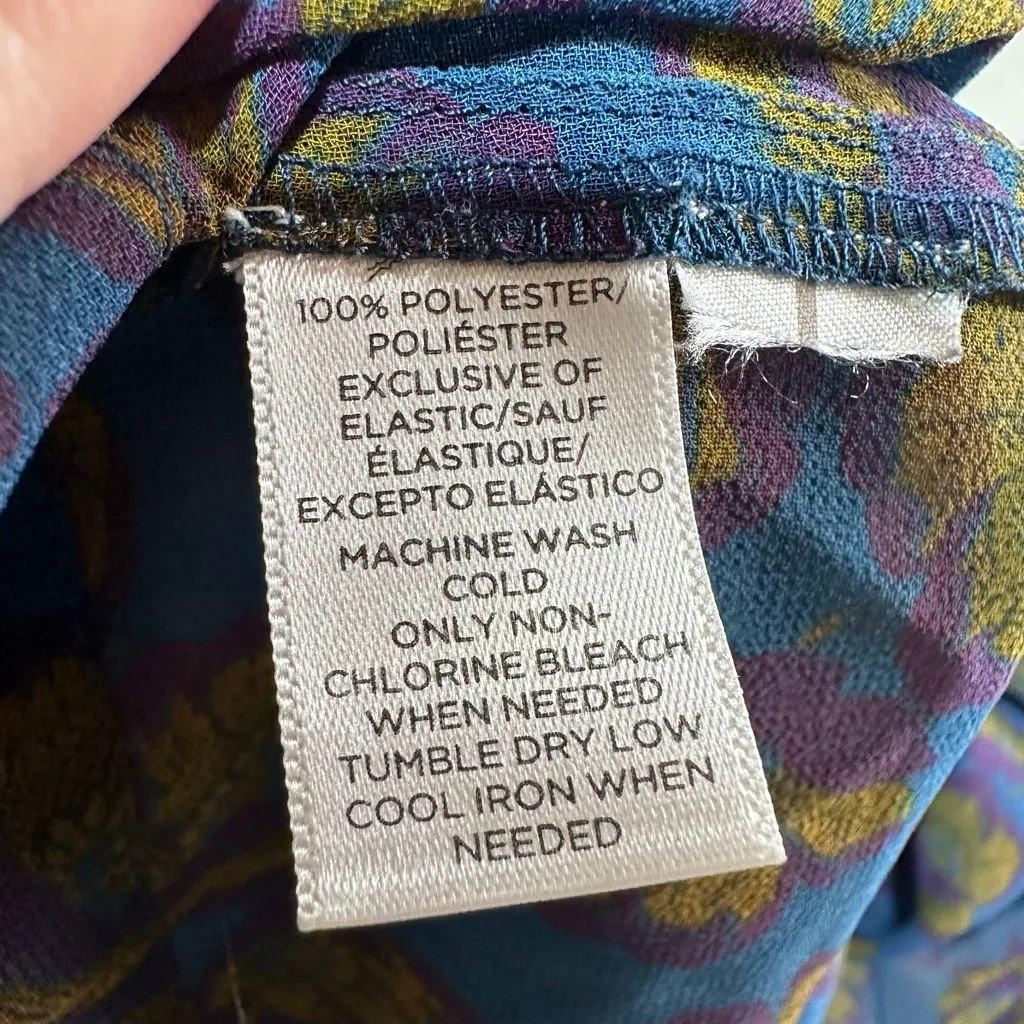 100% POLYESTER/
POLIÉSTER
EXCLUSIVE OF
ELASTIC/SAUF
ÉLASTIQUE/
EXCEPTO ELÁSTICO
MACHINE WASH
COLD
ONLY NON-
CHLORINE BLEACH
WHEN NEEDED
TUMBLE DRY LOW
COOL IRON WHEN
NEEDED